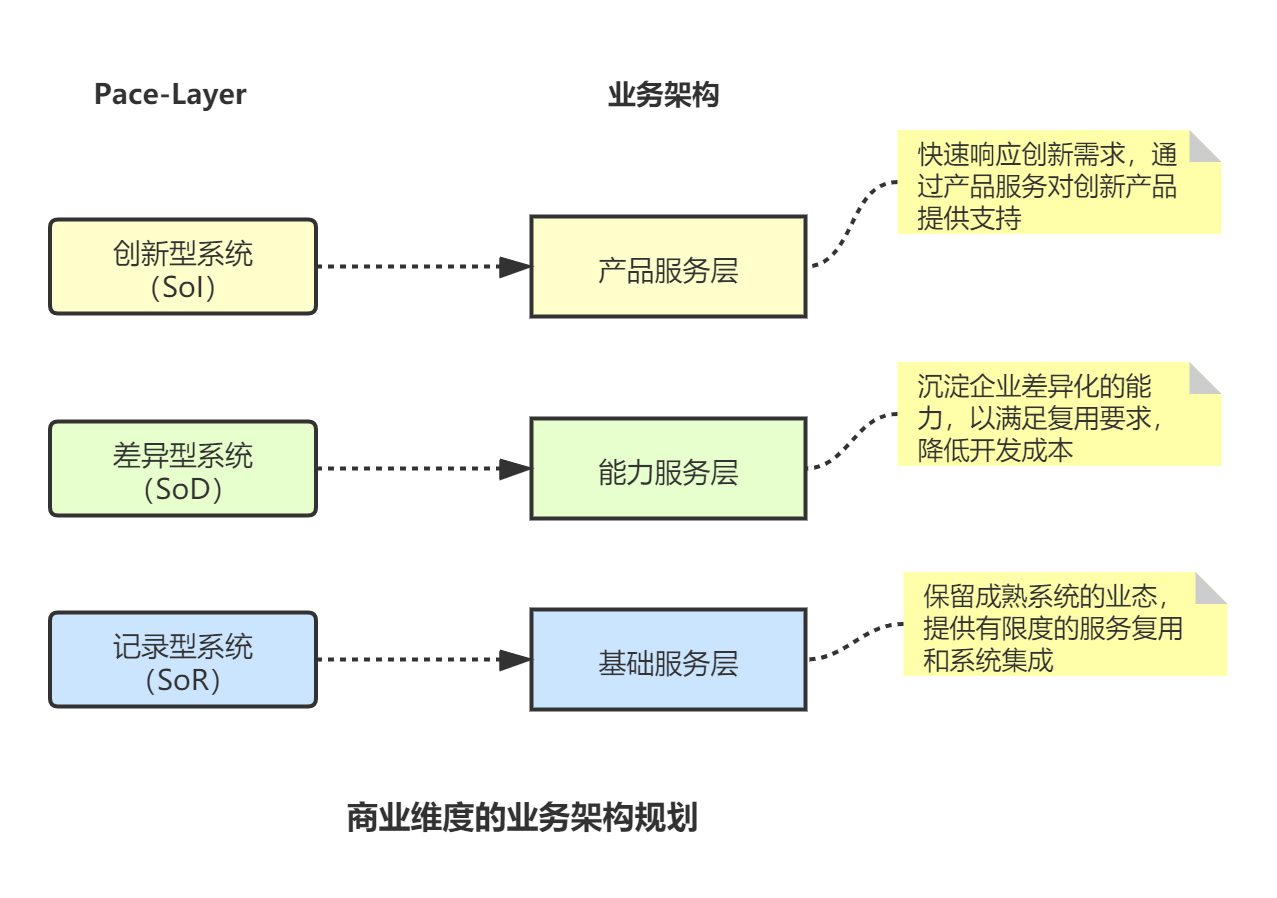 Pace-Layer
业务架构
快速响应创新需求，通
过产品服务对创新产品
提供支持
创新型系统
（SoI）
产品服务层
沉淀企业差异化的能
力，以满足复用要求，
降低开发成本
差异型系统
（SoD）
能力服务层
保留成熟系统的业态，
提供有限度的服务复用
和系统集成
记录型系统
（SoR）
基础服务层
商业维度的业务架构规划